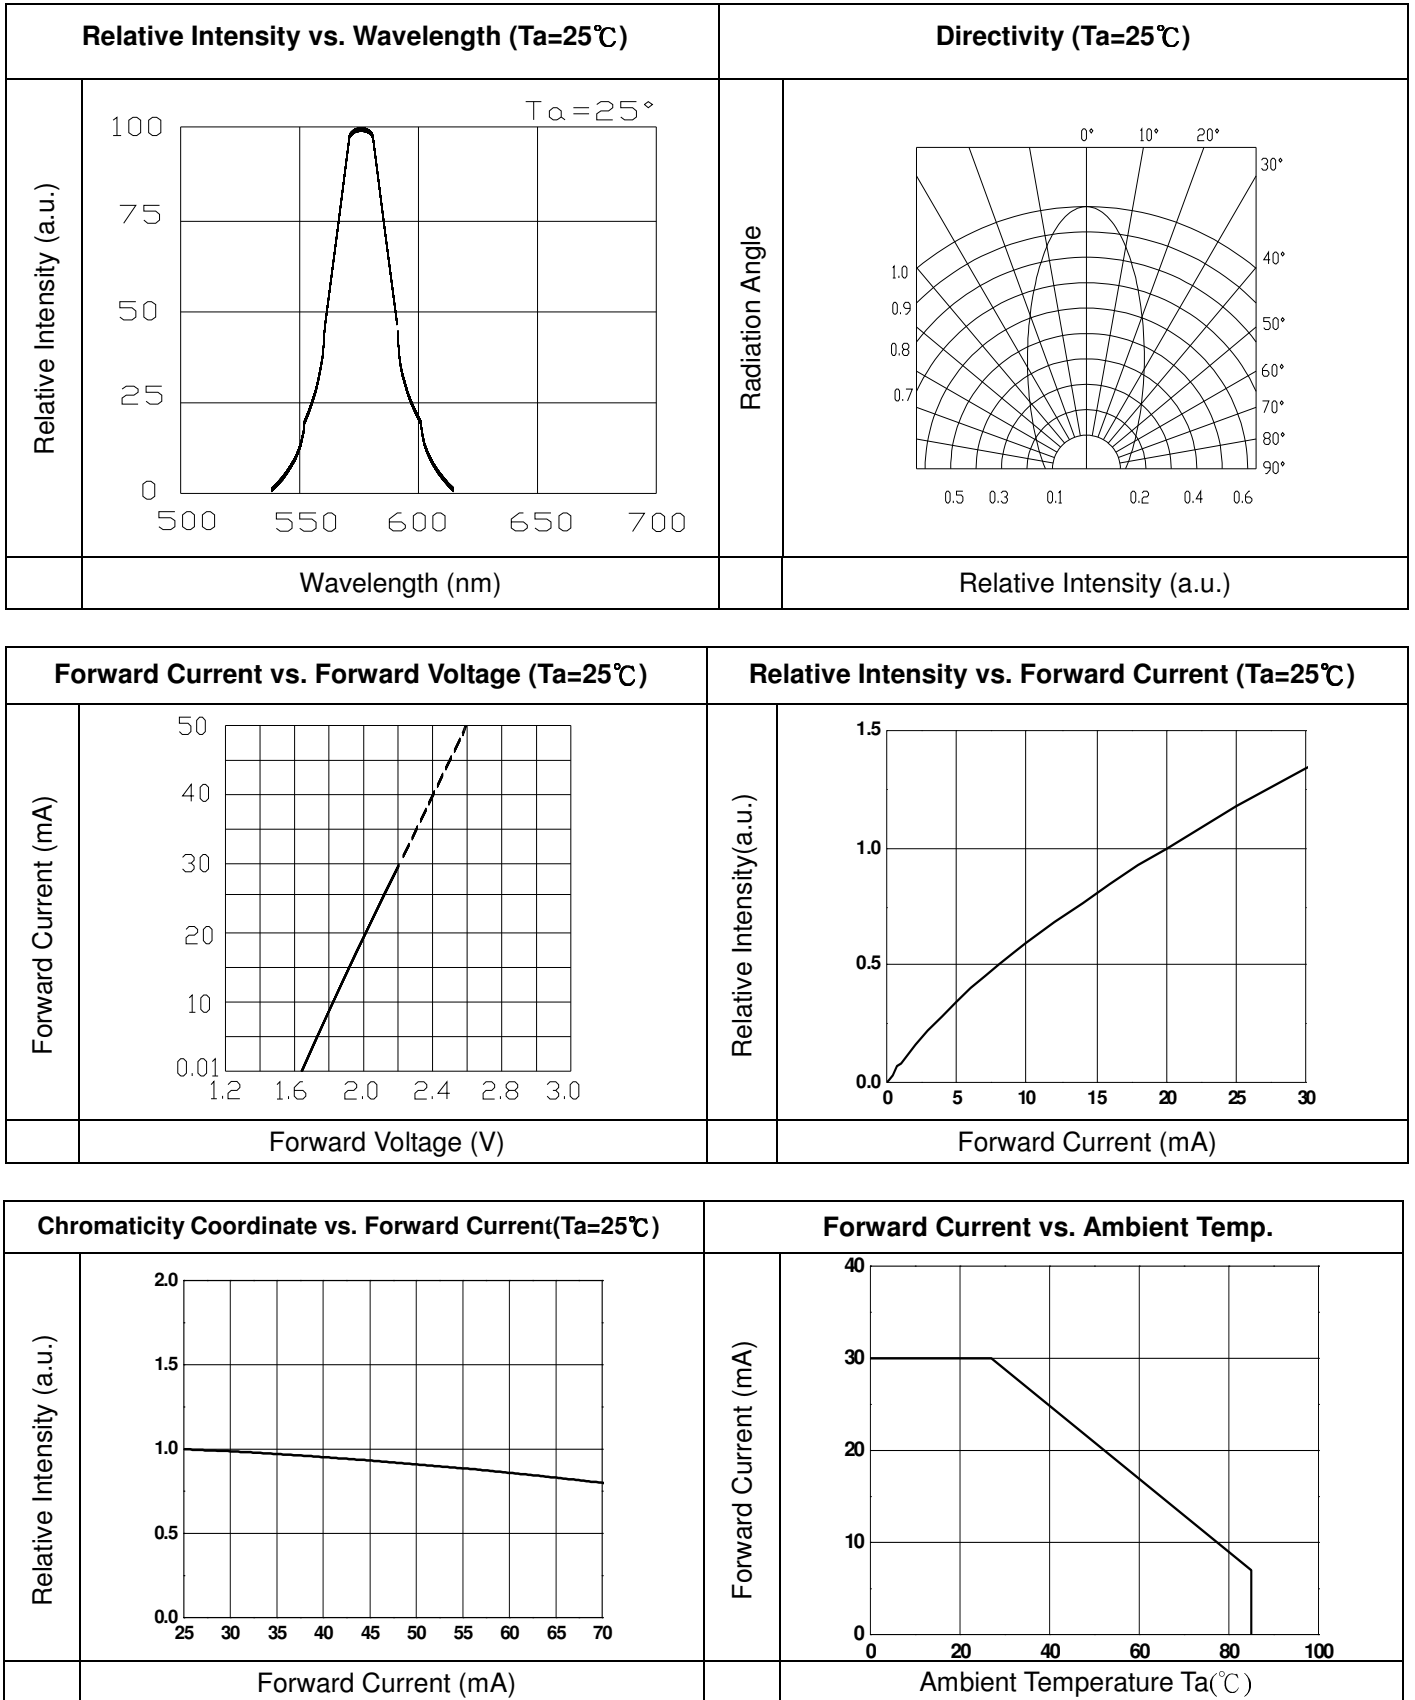 Relative Intensity vs. Wavelength (Ta=25℃)
Directivity (Ta=25℃)
Relative Intensity (a.u.)
Ta=25°
100
75
50
25
0
500 550 600 650 700
Wavelength (nm)
Radiation Angle
0° 10° 20°
30°
40°
50°
60°
70°
80°
90°
1.0
0.9
0.8
0.7
0.5 0.3 0.1 0.2 0.4 0.6
Relative Intensity (a.u.)
Forward Current vs. Forward Voltage (Ta=25℃)
Relative Intensity vs. Forward Current (Ta=25℃)
Forward Current (mA)
50
40
30
20
10
0.01
1.2 1.6 2.0 2.4 2.8 3.0
Forward Voltage (V)
Relative Intensity(a.u.)
1.5
1.0
0.5
0.0
0 5 10 15 20 25 30
Forward Current (mA)
Chromaticity Coordinate vs. Forward Current(Ta=25℃)
Forward Current vs. Ambient Temp.
Relative Intensity (a.u.)
2.0
1.5
1.0
0.5
0.0
25 30 35 40 45 50 55 60 65 70
Forward Current (mA)
Forward Current (mA)
40
30
20
10
0
0 20 40 60 80 100
Ambient Temperature Ta(℃)